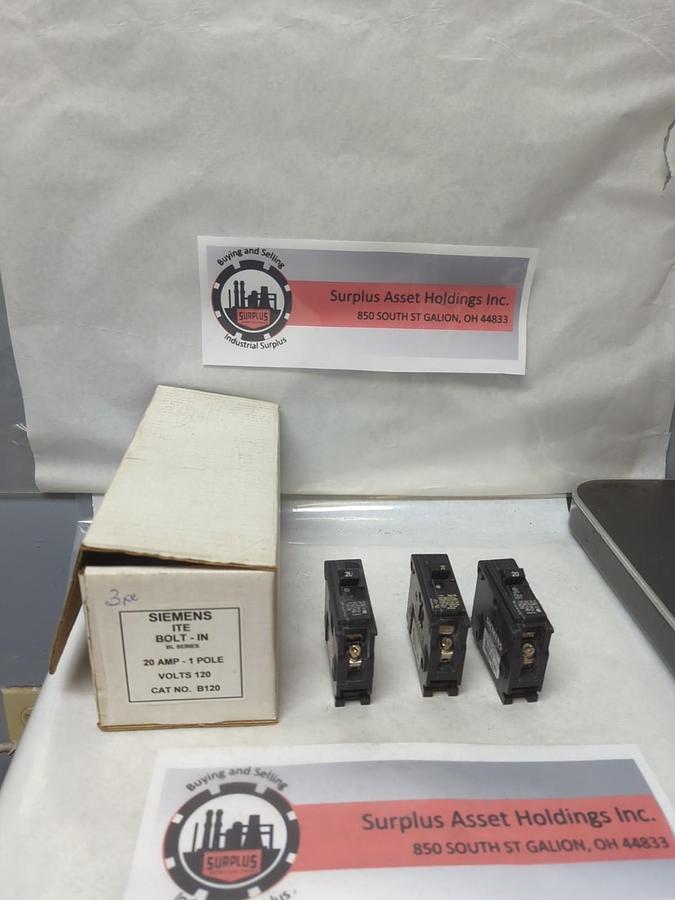 Buying and Selling
SURPLUS
Industrial Surplus
Surplus Asset Holdings Inc.
850 SOUTH ST GALION, OH 44833
3 pc
SIEMENS
ITE
BOLT - IN
BL SERIES
20 AMP - 1 POLE
VOLTS 120
CAT NO. B120
20
20
Buying and Selling
SURPLUS
Surplus Asset Holdings Inc.
850 SOUTH ST GALION, OH 44833